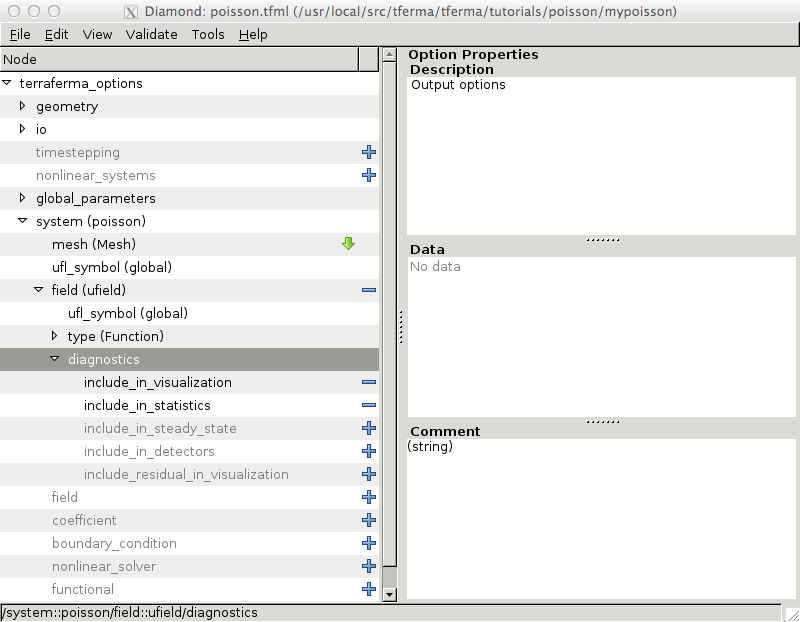 Diamond: poisson.tfml (/usr/local/src/tferma/tferma/tutorials/poisson/mypoisson)
File Edit View Validate Tools Help
Node
terraferma_options
geometry
io
timestepping
nonlinear_systems
global_parameters
system (poisson)
mesh (Mesh)
ufl_symbol (global)
field (ufield)
ufl_symbol (global)
type (Function)
diagnostics
include_in_visualization
include_in_statistics
include_in_steady_state
include_in_detectors
include_residual_in_visualization
field
coefficient
boundary_condition
nonlinear_solver
functional
Option Properties
Description
Output options
Data
No data
Comment
(string)
/system::poisson/field::ufield/diagnostics